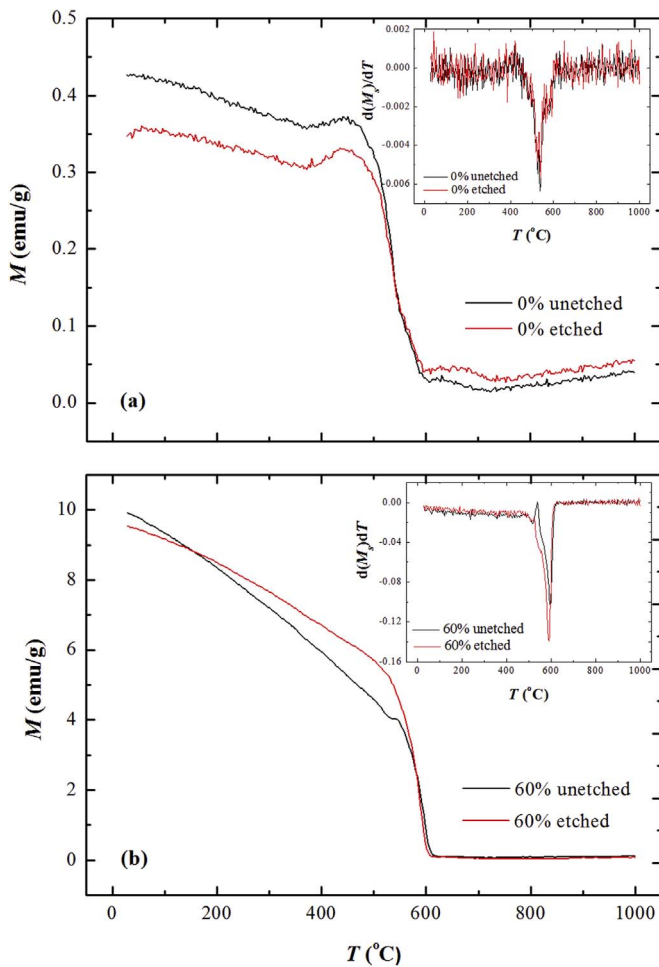 0.5
0.4
0.3
0.2
0.1
0.0
M (emu/g)
0.002
0.000
-0.002
-0.004
-0.006
d(Ms)/dT
0% unetched
0% etched
0 200 400 600 800 1000
T (°C)
0% unetched
0% etched
(a)
10
8
6
4
2
0
M (emu/g)
0.00
-0.04
-0.08
-0.12
-0.16
d(Ms)dT
60% unetched
60% etched
0 200 400 600 800 1000
T (°C)
60% unetched
60% etched
(b)
0 200 400 600 800 1000
T (°C)